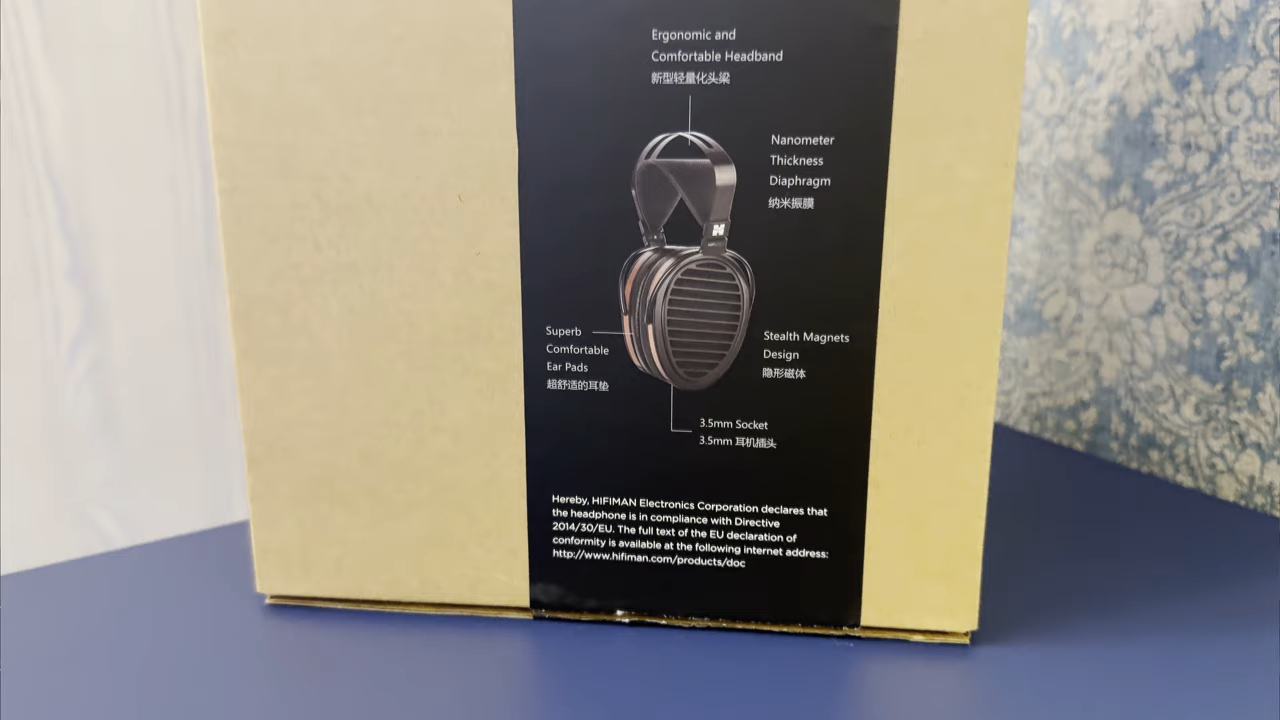 Ergonomic and
Comfortable Headband
新型轻量化头梁
Nanometer
Thickness
Diaphragm
纳米振膜
Superb
Comfortable
Ear Pads
超舒适的耳垫
Stealth Magnets
Design
隐形磁体
3.5mm Socket
3.5mm 耳机插头
Hereby, HIFIMAN Electronics Corporation declares that
the headphone is in compliance with Directive
2014/30/EU. The full text of the EU declaration of
conformity is available at the following internet address:
http://www.hifiman.com/products/doc